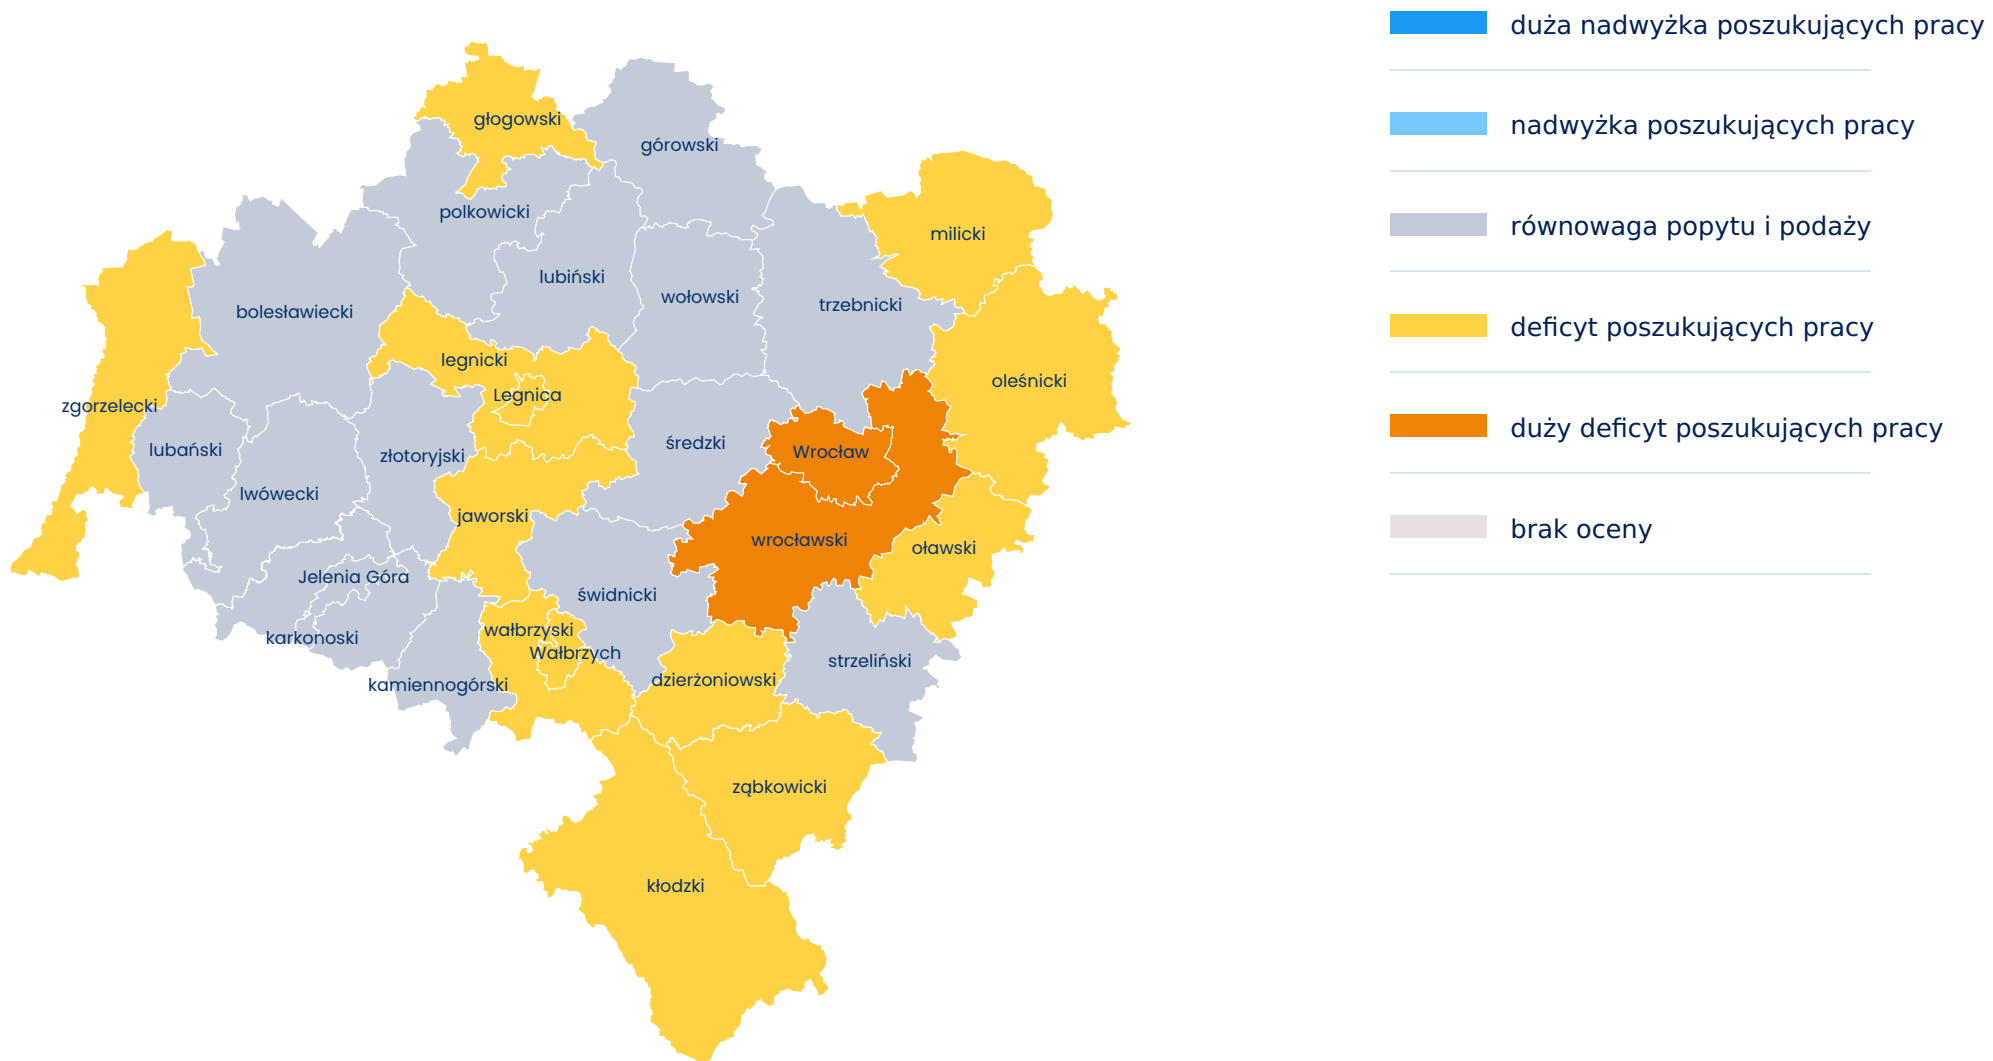 głogowski
górowski
polkowicki
milicki
lubiński
wołowski
trzebnicki
bolesławiecki
legnicki
Legnica
oleśnicki
zgorzelecki
lubański
złotoryjski
średzki
Wrocław
lwówecki
jaworski
wrocławski
oławski
Jelenia Góra
świdnicki
karkonoski
wałbrzyski
Wałbrzych
strzeliński
kamiennogórski
dzierżoniowski
ząbkowicki
kłodzki
duża nadwyżka poszukujących pracy
nadwyżka poszukujących pracy
równowaga popytu i podaży
deficyt poszukujących pracy
duży deficyt poszukujących pracy
brak oceny